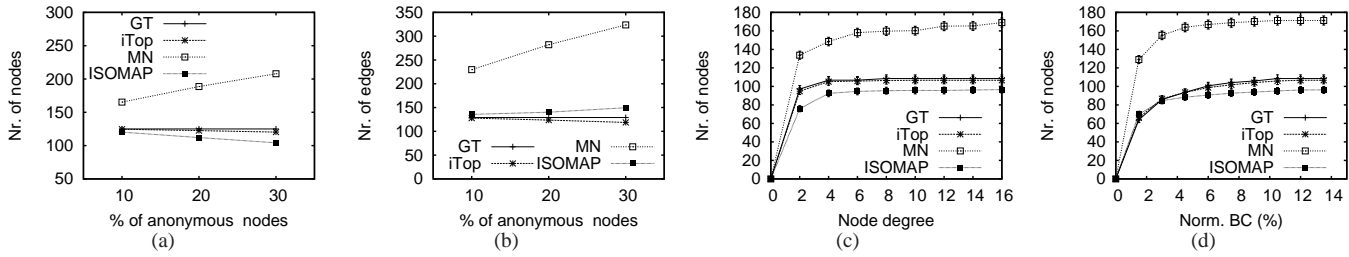 Nr. of nodes
300
250
200
150
100
50
GT
iTop
MN
ISOMAP
10
20
30
% of anonymous nodes
(a)
Nr. of edges
350
300
250
200
150
100
50
0
GT
iTop
MN
ISOMAP
10
20
30
% of anonymous nodes
(b)
Nr. of nodes
180
160
140
120
100
80
60
40
20
0
GT
iTop
MN
ISOMAP
0 2 4 6 8 10 12 14 16
Node degree
(c)
Nr. of nodes
180
160
140
120
100
80
60
40
20
0
GT
iTop
MN
ISOMAP
0 2 4 6 8 10 12 14
Norm. BC (%)
(d)